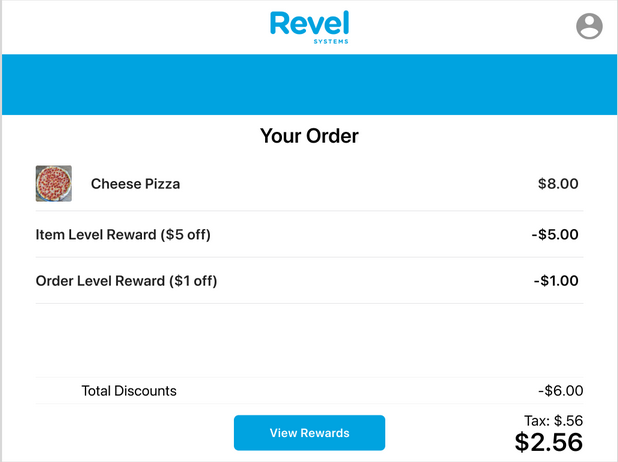 Revel
SYSTEMS
Your Order
Cheese Pizza $8.00
Item Level Reward ($5 off) -$5.00
Order Level Reward ($1 off) -$1.00
Total Discounts -$6.00
Tax: $.56
View Rewards $2.56